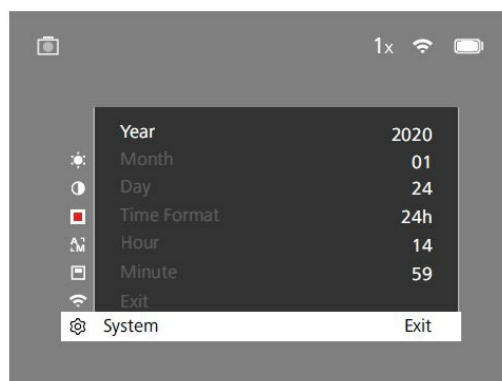 1x
Year 2020
Month 01
Day 24
Time Format 24h
Hour 14
Minute 59
Exit
System Exit